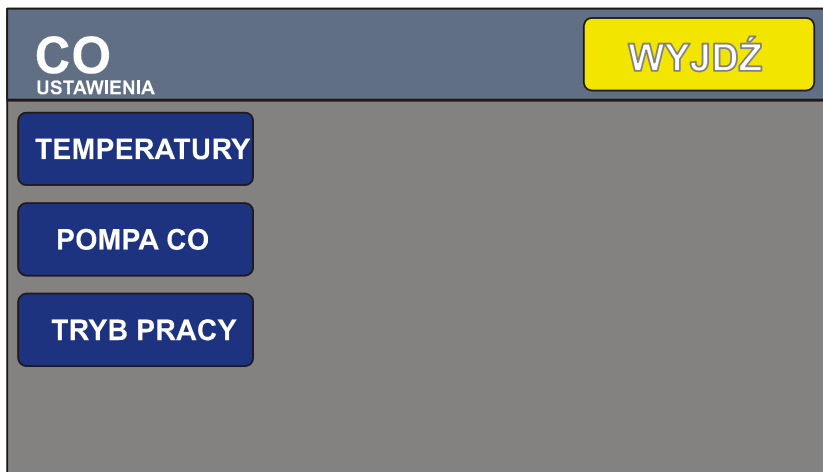 CO
USTAWIENIA
WYJDŹ
TEMPERATURY
POMPA CO
TRYB PRACY